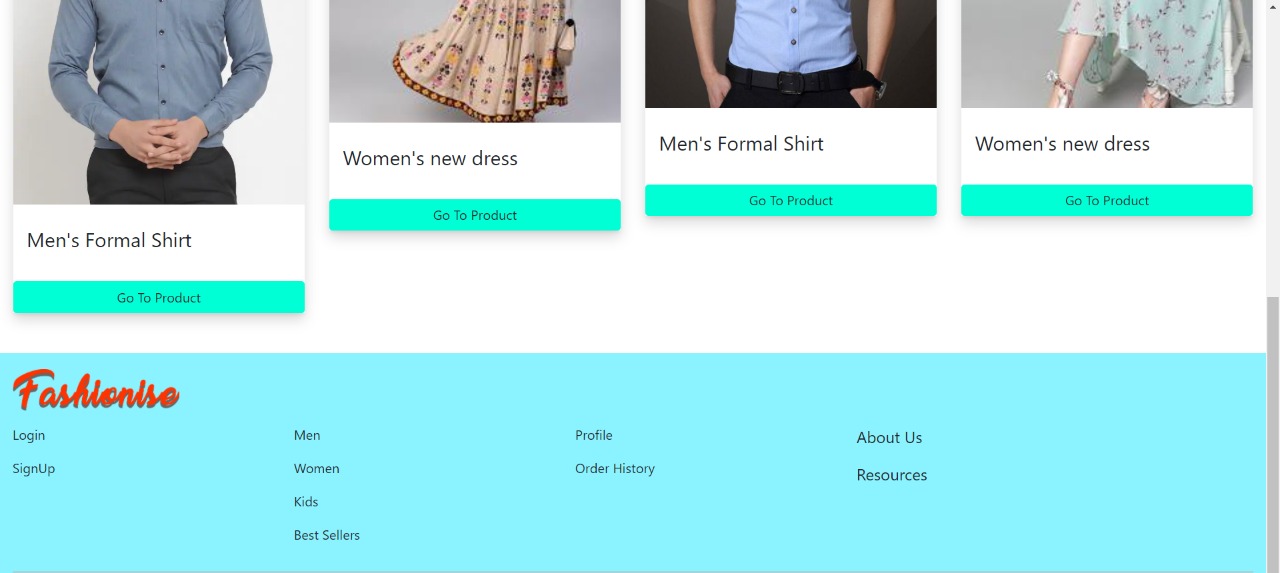 Men's Formal Shirt
Go To Product
Women's new dress
Go To Product
Men's Formal Shirt
Go To Product
Women's new dress
Go To Product
Fashionise
Login
SignUp
Men
Women
Kids
Best Sellers
Profile
Order History
About Us
Resources